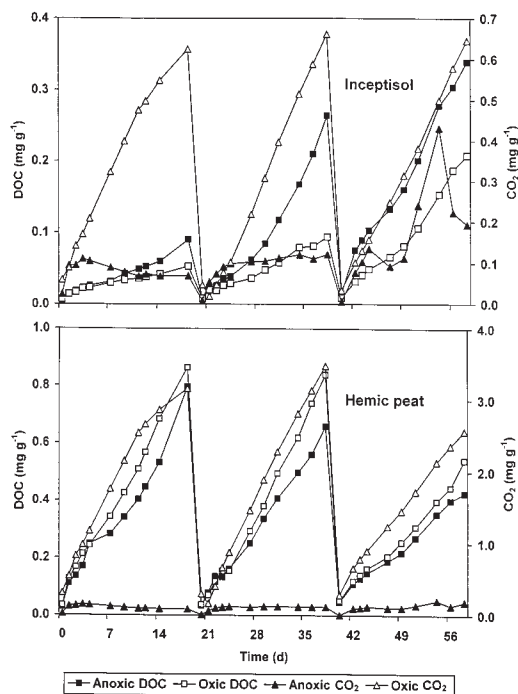 0.4
0.3
0.2
0.1
0.0
DOC (mg g⁻¹)
Inceptisol
0.7
0.6
0.5
0.4
0.3
0.2
0.1
0.0
CO₂ (mg g⁻¹)
1.0
0.8
0.6
0.4
0.2
0.0
DOC (mg g⁻¹)
Hemic peat
4.0
3.0
2.0
1.0
0.0
CO₂ (mg g⁻¹)
0 7 14 21 28 35 42 49 56
Time (d)
Anoxic DOC Oxic DOC Anoxic CO₂ Oxic CO₂